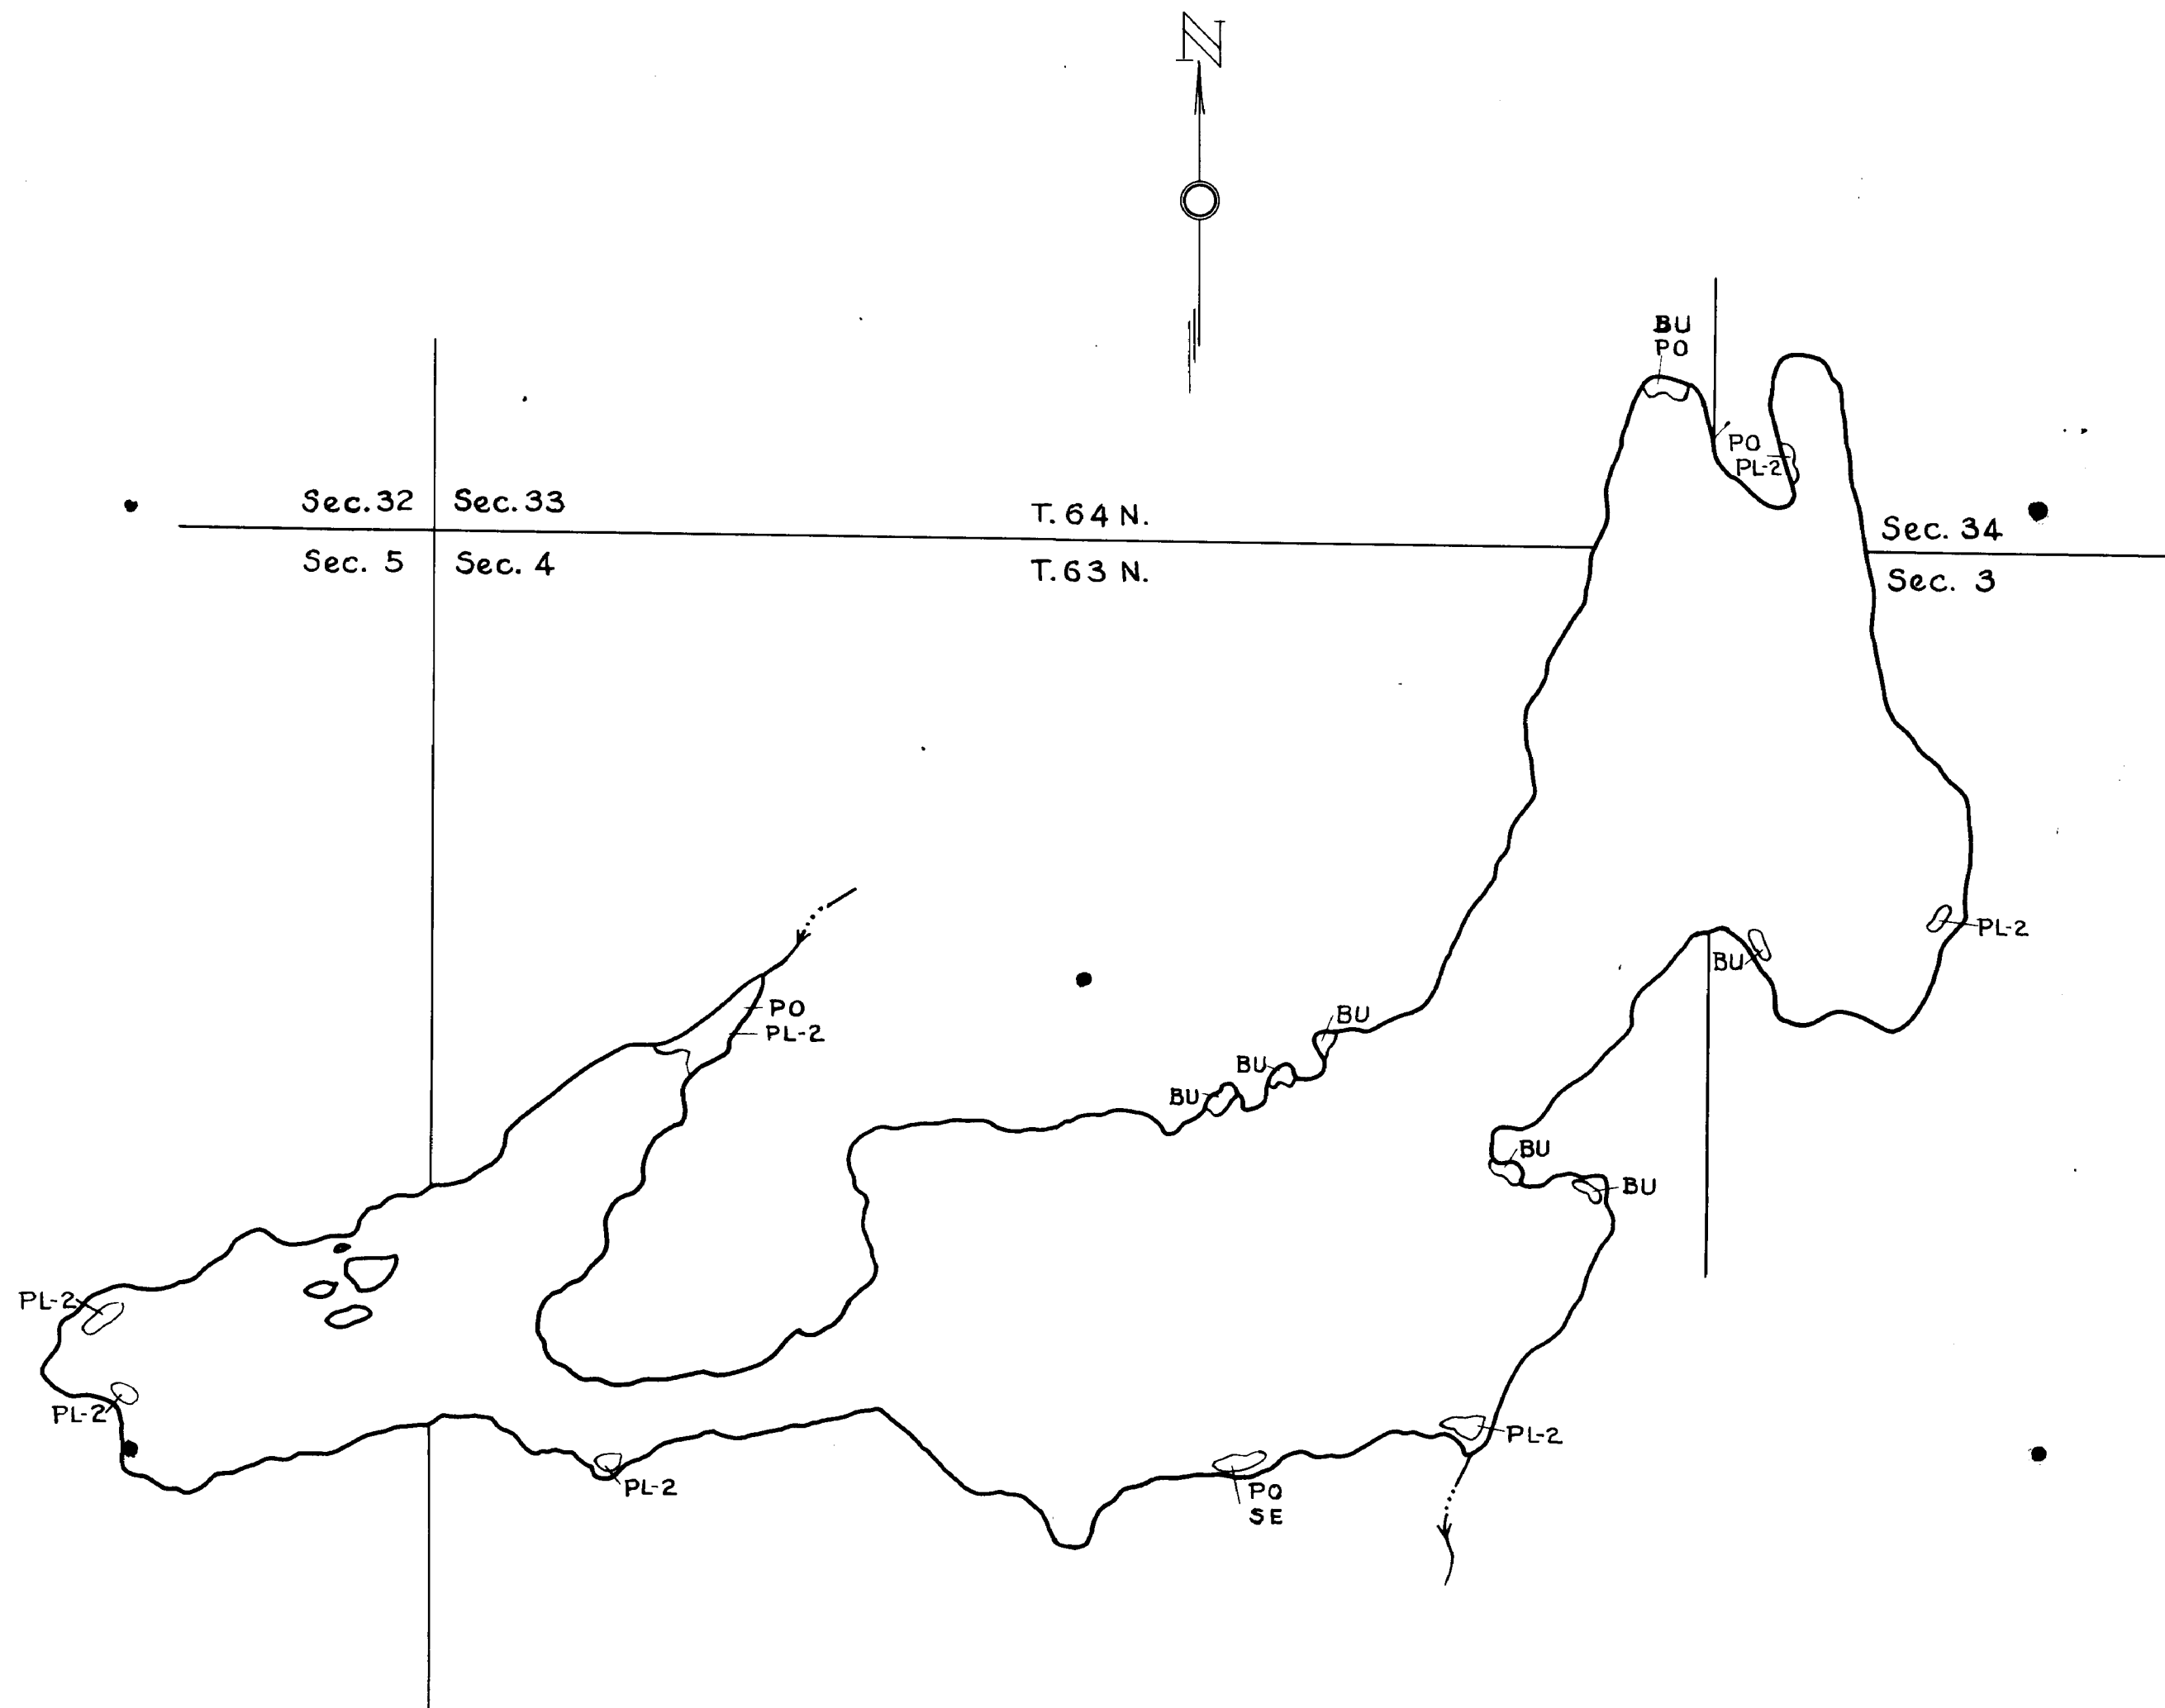 N
BU
PO
PO
PL-2
Sec. 32
Sec. 33
T. 64 N.
Sec. 34
Sec. 5
Sec. 4
T. 63 N.
Sec. 3
PL-2
BU
PO
PL-2
BU
BU
BU
BU
BU
PL-2
PL-2
PL-2
PL-2
PO
SE